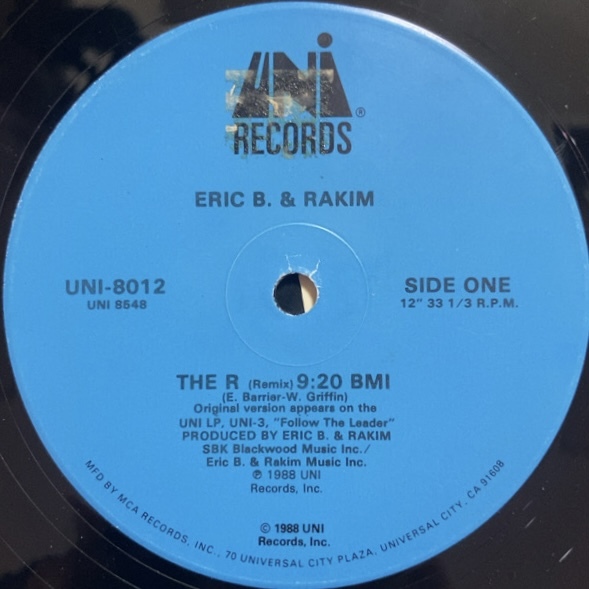 UNi ®
RECORDS
ERIC B. & RAKIM
UNI-8012
UNI 8548
SIDE ONE
12" 33 1/3 R.P.M.
THE R (Remix) 9:20 BMI
(E. Barrier-W. Griffin)
Original version appears on the
UNI LP, UNI-3, "Follow The Leader"
PRODUCED BY ERIC B. & RAKIM
SBK Blackwood Music Inc./
Eric B. & Rakim Music Inc.
℗ 1988 UNI
Records, Inc.
© 1988 UNI
Records, Inc.
MFD BY MCA RECORDS, INC., 70 UNIVERSAL CITY PLAZA, UNIVERSAL CITY, CA 91608